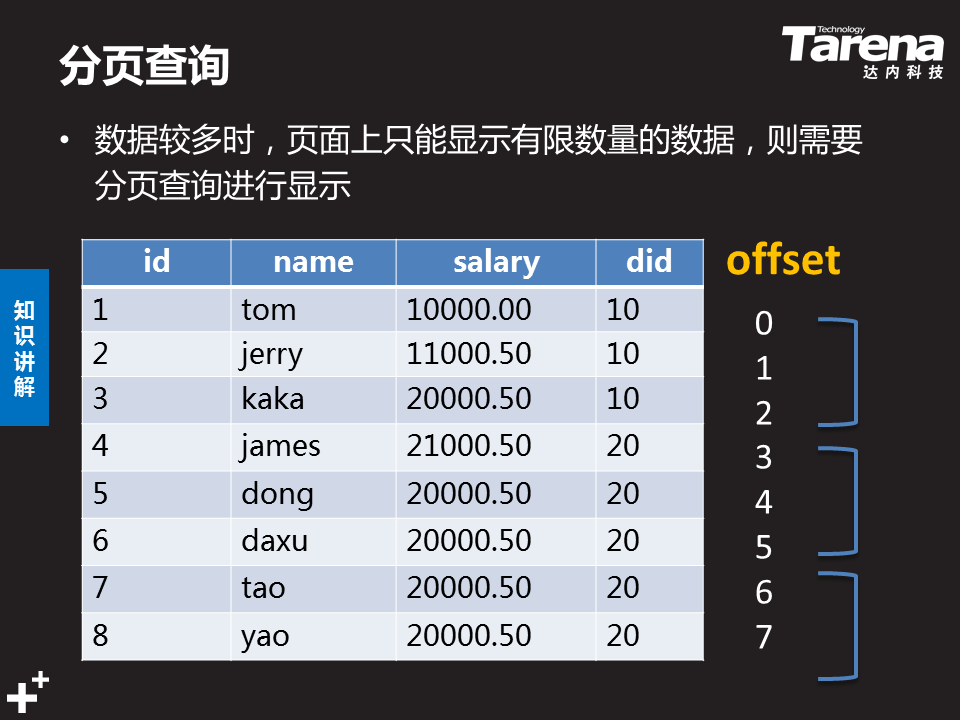 分页查询
Technology
Tarena
达内科技
• 数据较多时，页面上只能显示有限数量的数据，则需要
分页查询进行显示
知识讲解
id name salary did offset
1 tom 10000.00 10 0
2 jerry 11000.50 10 1
3 kaka 20000.50 10 2
4 james 21000.50 20 3
5 dong 20000.50 20 4
6 daxu 20000.50 20 5
7 tao 20000.50 20 6
8 yao 20000.50 20 7